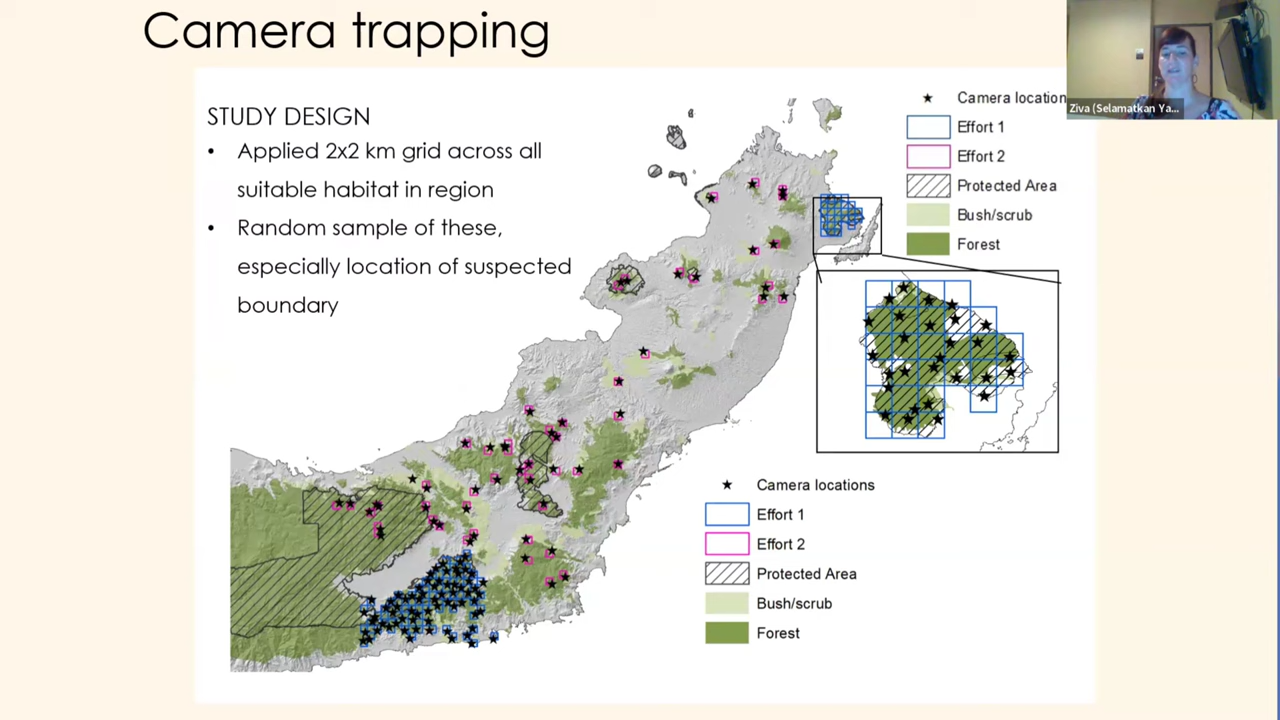 Camera trapping
STUDY DESIGN
• Applied 2x2 km grid across all
suitable habitat in region
• Random sample of these,
especially location of suspected
boundary
Camera location
Effort 1
Effort 2
Protected Area
Bush/scrub
Forest
Ziva (Selamatkan Ya...
Camera locations
Effort 1
Effort 2
Protected Area
Bush/scrub
Forest